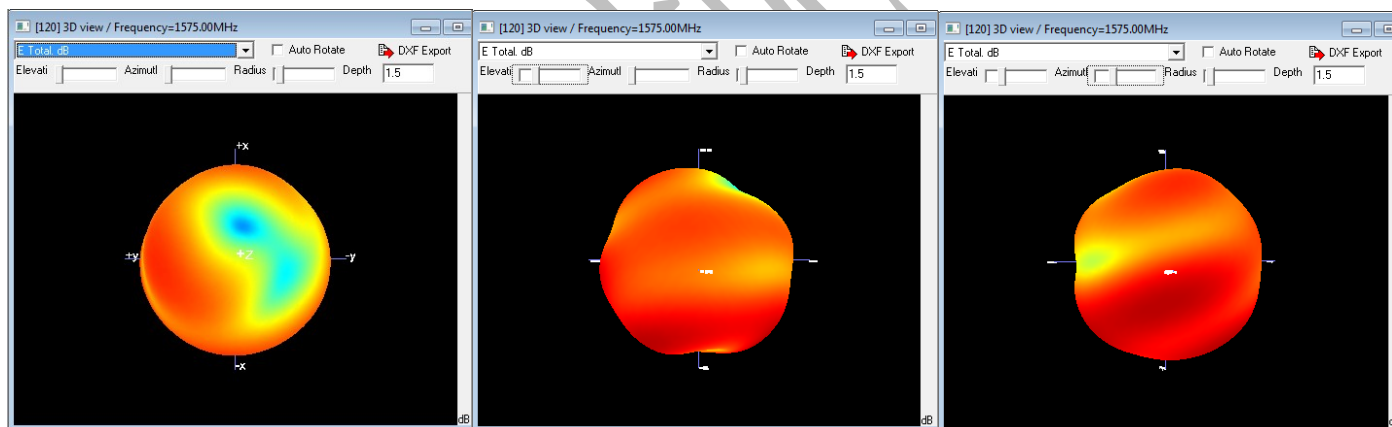 [120] 3D view / Frequency=1575.00MHz
E Total. dB
Auto Rotate
DXF Export
Elevati
Azimutl
Radius
Depth
1.5
+x
+y
+z
-y
-x
dB
[120] 3D view / Frequency=1575.00MHz
E Total. dB
Auto Rotate
DXF Export
Elevati
Azimutl
Radius
Depth
1.5
dB
[120] 3D view / Frequency=1575.00MHz
E Total. dB
Auto Rotate
DXF Export
Elevati
Azimutl
Radius
Depth
1.5